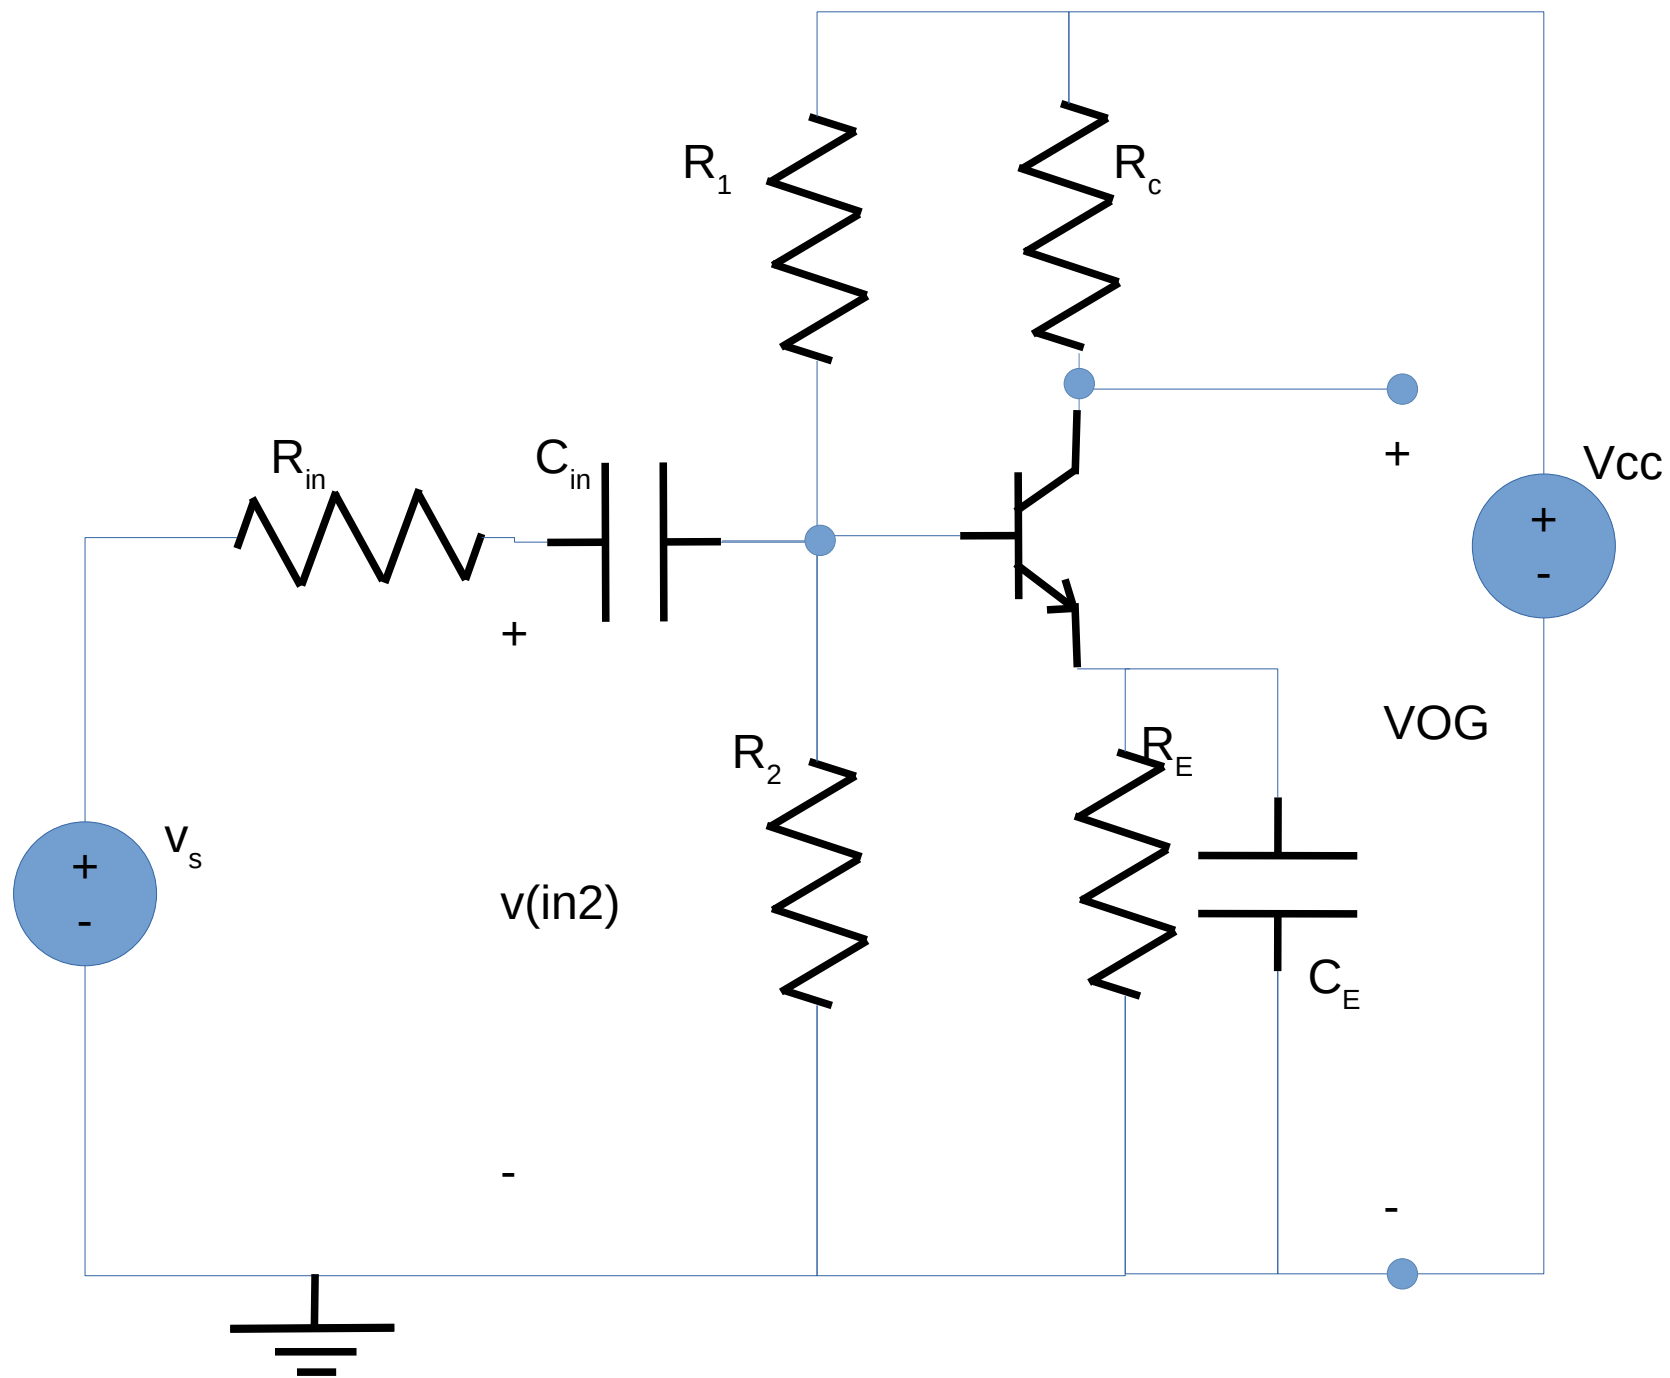 R1
Rc
Rin
Cin
+
Vcc
+
-
+
R2
RE
VOG
vs
+
-
v(in2)
CE
-
-